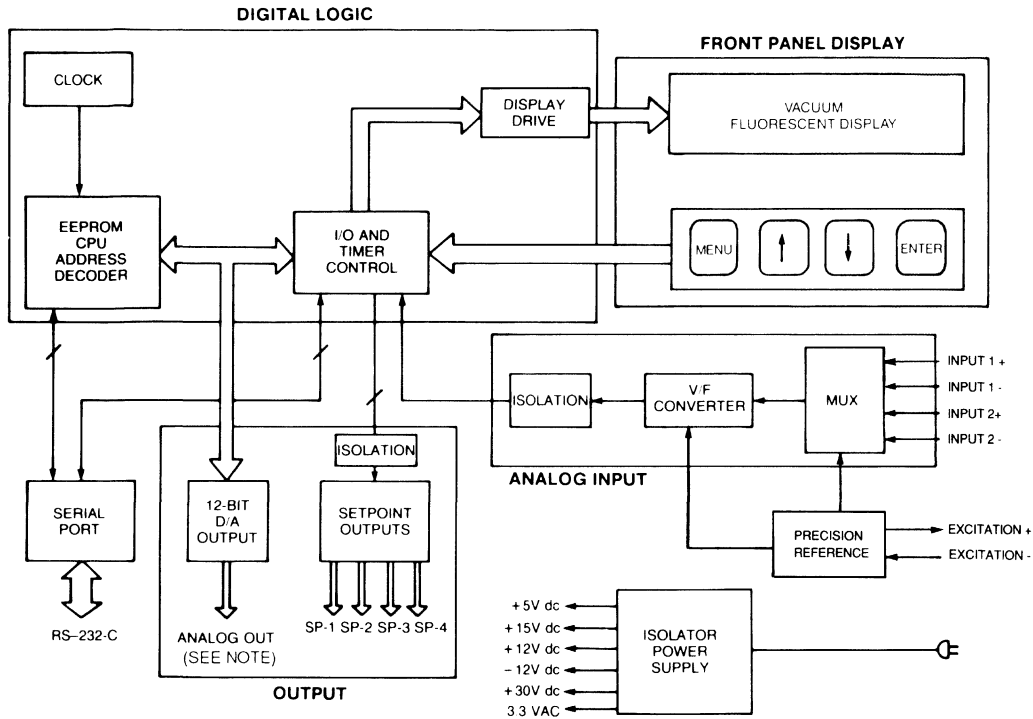 DIGITAL LOGIC
CLOCK
DISPLAY
DRIVE
FRONT PANEL DISPLAY
VACUUM
FLUORESCENT DISPLAY
EEPROM
CPU
ADDRESS
DECODER
I/O AND
TIMER
CONTROL
MENU
ENTER
ISOLATION
V/F
CONVERTER
MUX
INPUT 1 +
INPUT 1 -
INPUT 2+
INPUT 2 -
ANALOG INPUT
ISOLATION
SERIAL
PORT
12-BIT
D/A
OUTPUT
SETPOINT
OUTPUTS
PRECISION
REFERENCE
EXCITATION +
EXCITATION -
RS-232-C
ANALOG OUT
(SEE NOTE)
SP-1 SP-2 SP-3 SP-4
OUTPUT
+5V dc
+15V dc
+12V dc
-12V dc
+30V dc
3.3 VAC
ISOLATOR
POWER
SUPPLY